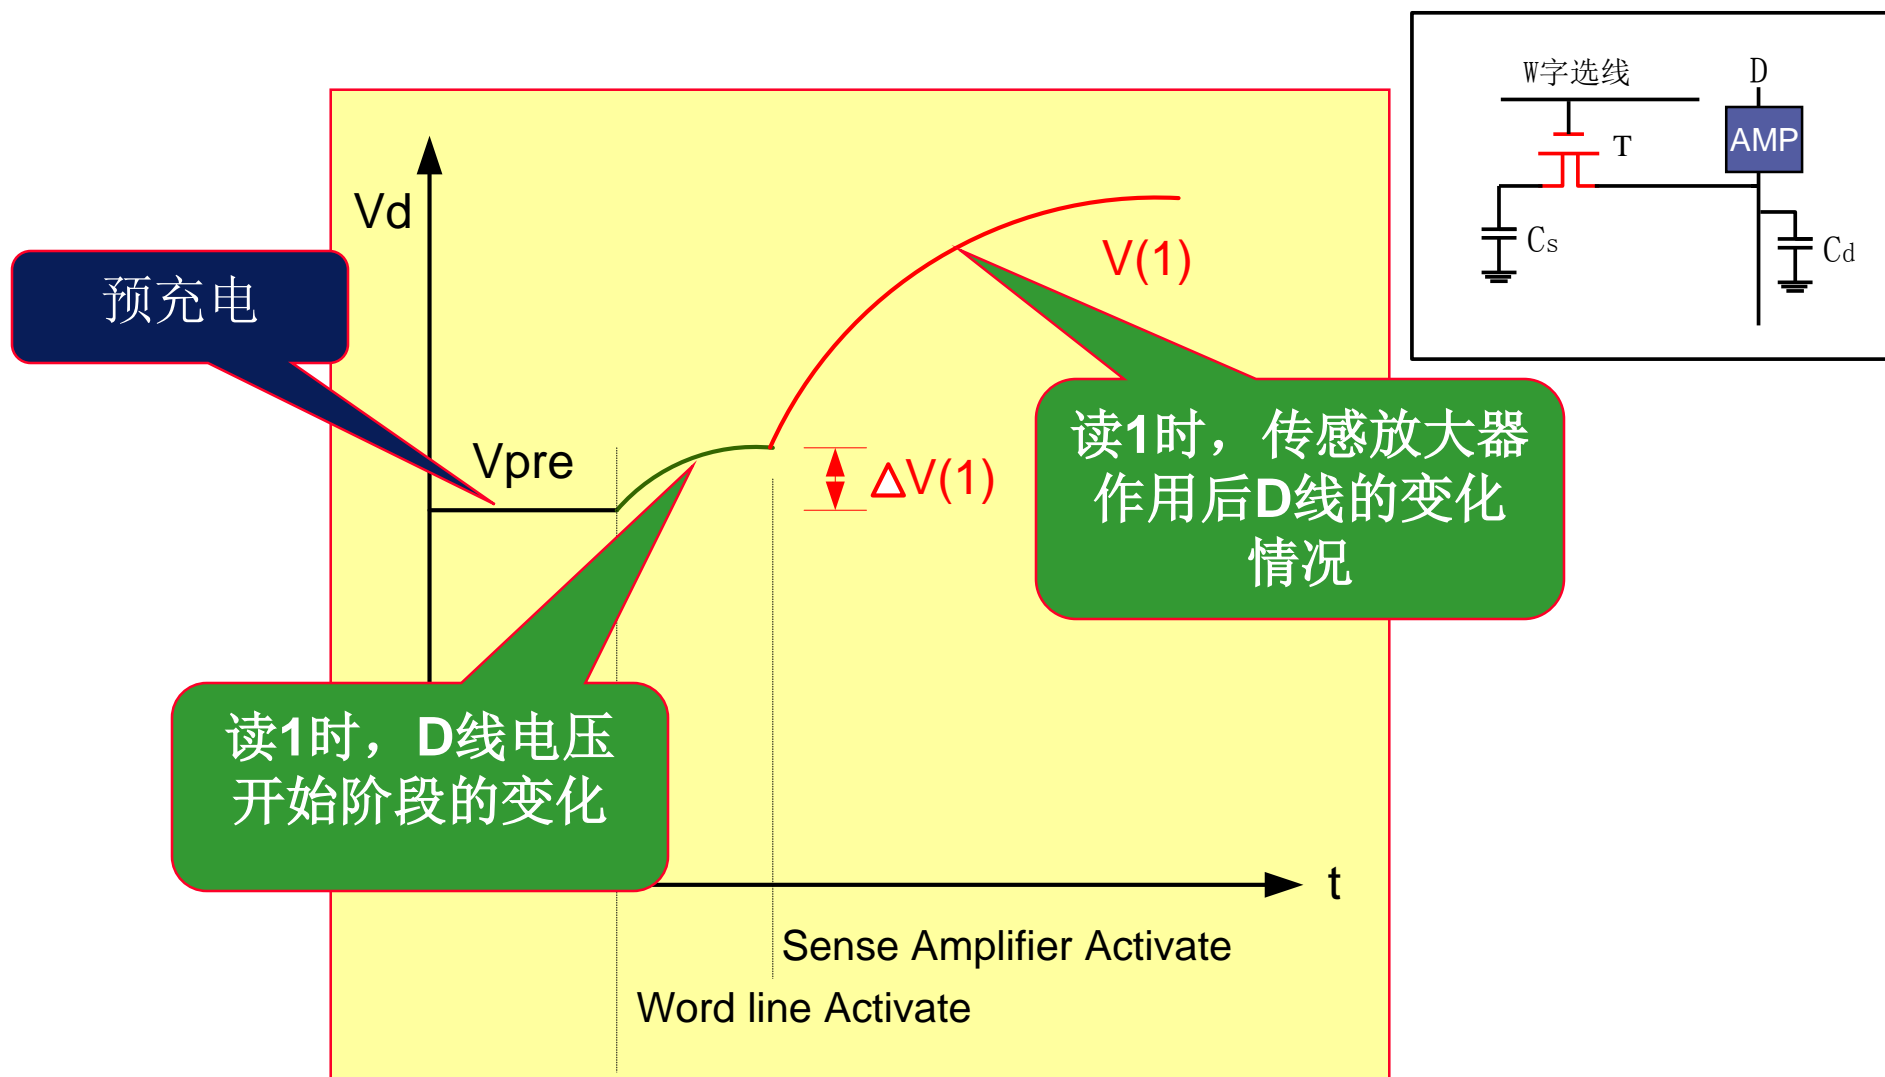 W字选线
D
AMP
T
Cs
Cd
Vd
预充电
V(1)
Vpre
ΔV(1)
读1时，传感放大器
作用后D线的变化
情况
读1时，D线电压
开始阶段的变化
t
Sense Amplifier Activate
Word line Activate